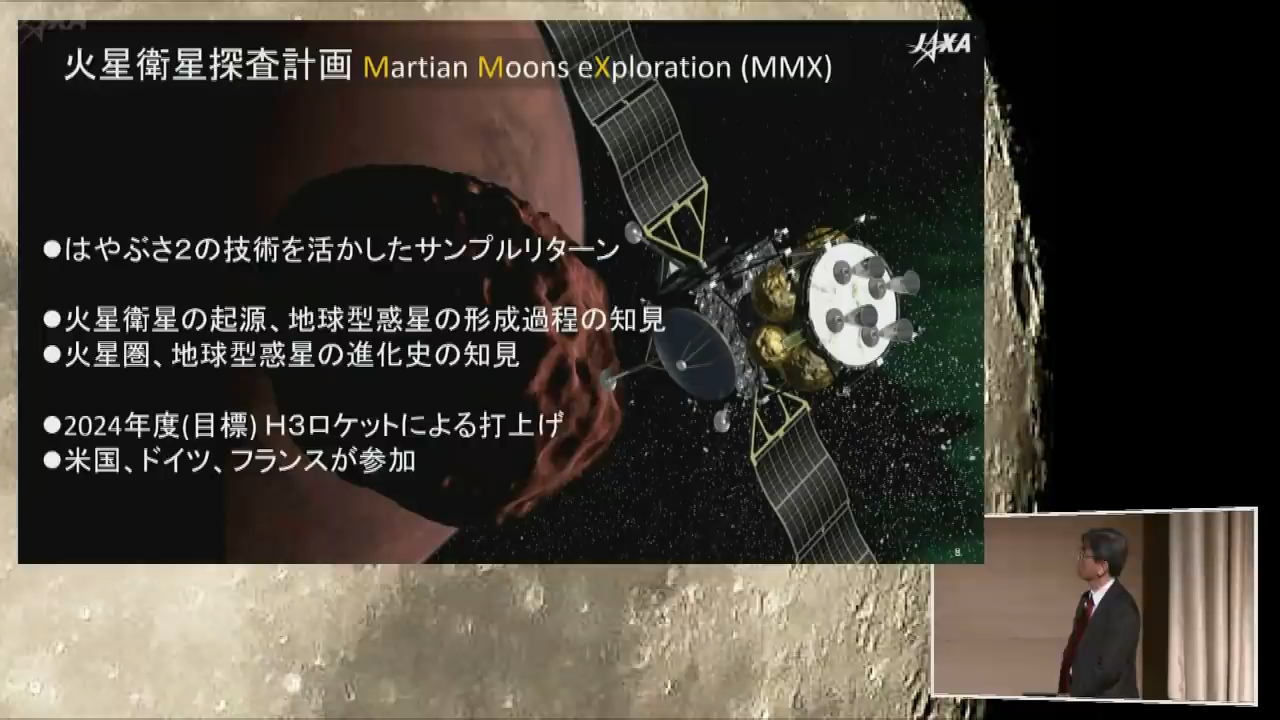 JAXA
火星衛星探査計画 Martian Moons eXploration (MMX)
JAXA
●はやぶさ2の技術を活かしたサンプルリターン
●火星衛星の起源、地球型惑星の形成過程の知見
●火星圏、地球型惑星の進化史の知見
●2024年度(目標) H3ロケットによる打上げ
●米国、ドイツ、フランスが参加
8